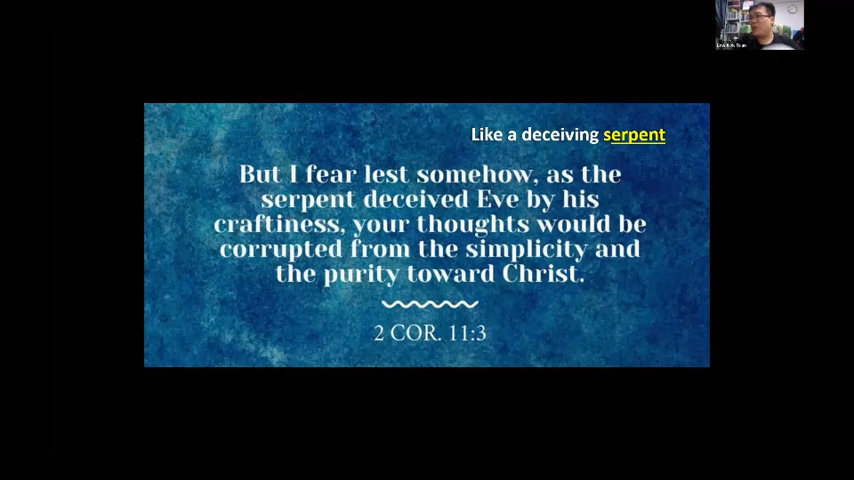 Like a deceiving serpent
But I fear lest somehow, as the
serpent deceived Eve by his
craftiness, your thoughts would be
corrupted from the simplicity and
the purity toward Christ.
2 COR. 11:3